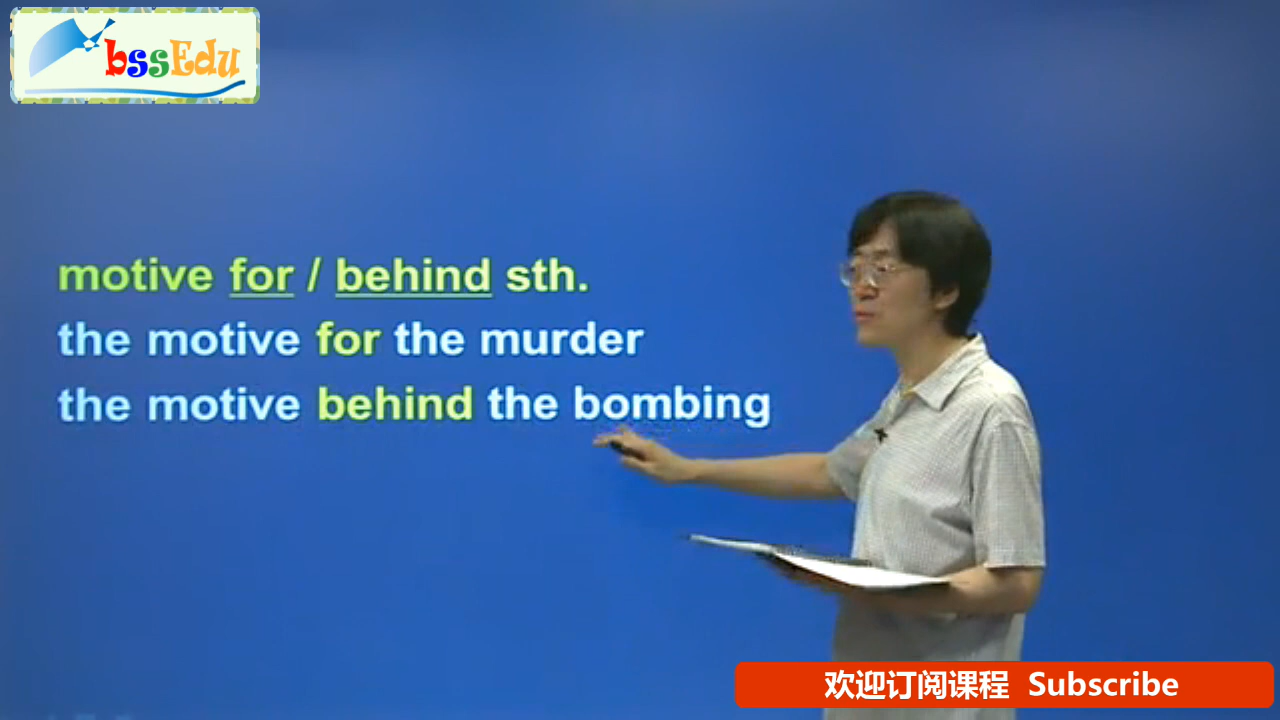 bssEdu
motive for / behind sth.
the motive for the murder
the motive behind the bombing
欢迎订阅课程 Subscribe